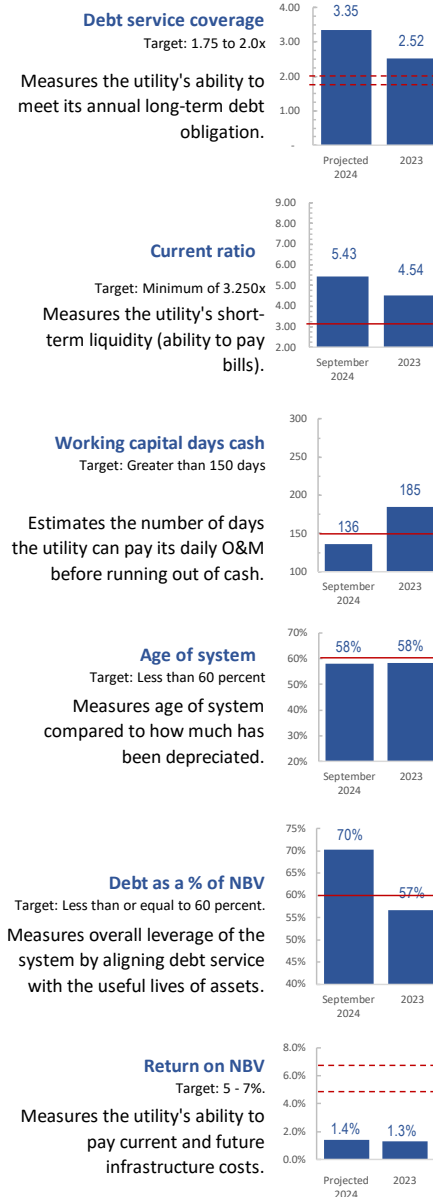 Debt service coverage
Target: 1.75 to 2.0x
Measures the utility's ability to
meet its annual long-term debt
obligation.
4.00
3.00
2.00
1.00
-
3.35
2.52
Projected
2024
2023
Current ratio
Target: Minimum of 3.250x
Measures the utility's short-
term liquidity (ability to pay
bills).
9.00
8.00
7.00
6.00
5.00
4.00
3.00
2.00
5.43
4.54
September
2024
2023
Working capital days cash
Target: Greater than 150 days
Estimates the number of days
the utility can pay its daily O&M
before running out of cash.
300
250
200
150
100
136
185
September
2024
2023
Age of system
Target: Less than 60 percent
Measures age of system
compared to how much has
been depreciated.
70%
60%
50%
40%
30%
20%
58%
58%
September
2024
2023
Debt as a % of NBV
Target: Less than or equal to 60 percent.
Measures overall leverage of the
system by aligning debt service
with the useful lives of assets.
75%
70%
65%
60%
55%
50%
45%
40%
70%
57%
September
2024
2023
Return on NBV
Target: 5 - 7%.
Measures the utility's ability to
pay current and future
infrastructure costs.
8.0%
6.0%
4.0%
2.0%
0.0%
1.4%
1.3%
Projected
2024
2023